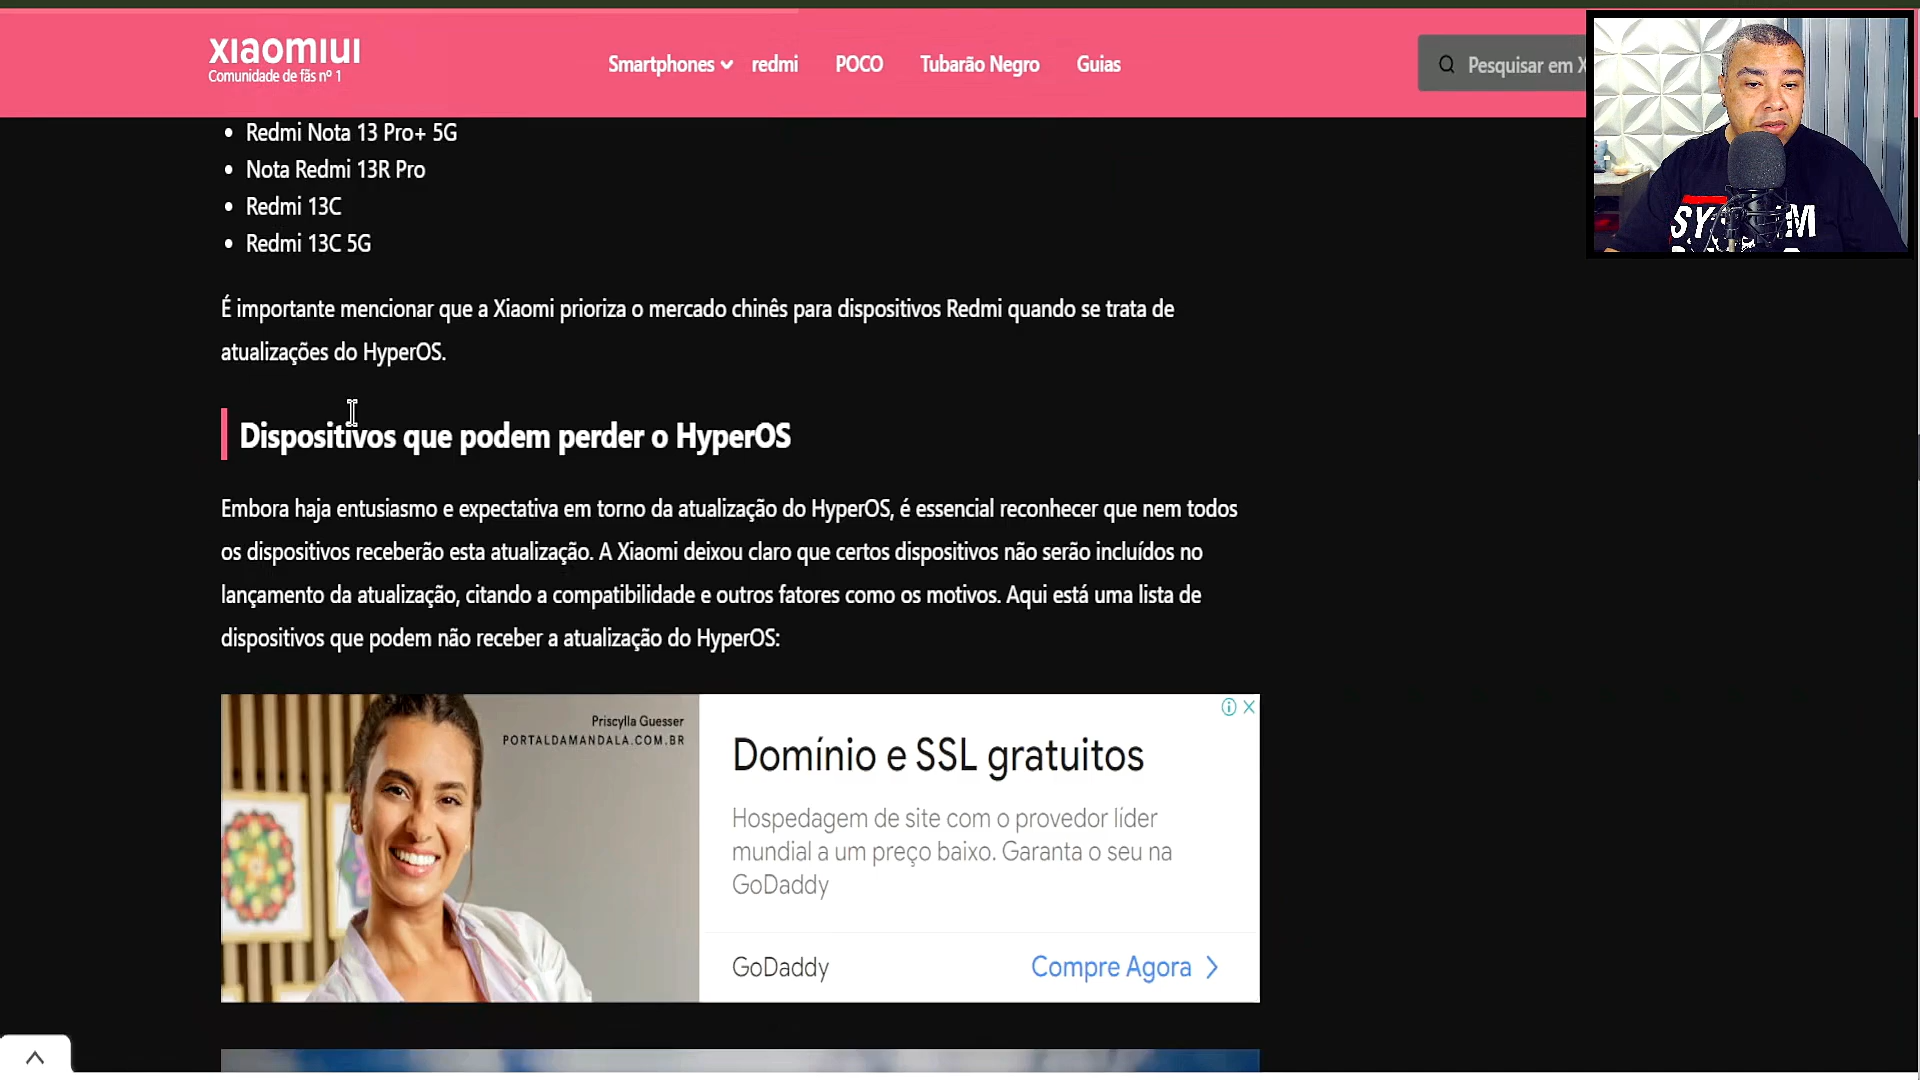 xiaomiui
Comunidade de fãs nº 1
Smartphones
redmi
POCO
Tubarão Negro
Guias
Pesquisar em X
Redmi Nota 13 Pro+ 5G
Nota Redmi 13R Pro
Redmi 13C
Redmi 13C 5G
É importante mencionar que a Xiaomi prioriza o mercado chinês para dispositivos Redmi quando se trata de
atualizações do HyperOS.
Dispositivos que podem perder o HyperOS
Embora haja entusiasmo e expectativa em torno da atualização do HyperOS, é essencial reconhecer que nem todos
os dispositivos receberão esta atualização. A Xiaomi deixou claro que certos dispositivos não serão incluídos no
lançamento da atualização, citando a compatibilidade e outros fatores como os motivos. Aqui está uma lista de
dispositivos que podem não receber a atualização do HyperOS:
Priscylla Guesser
PORTALDAMANDALA.COM.BR
Domínio e SSL gratuitos
Hospedagem de site com o provedor líder
mundial a um preço baixo. Garanta o seu na
GoDaddy
GoDaddy
Compre Agora